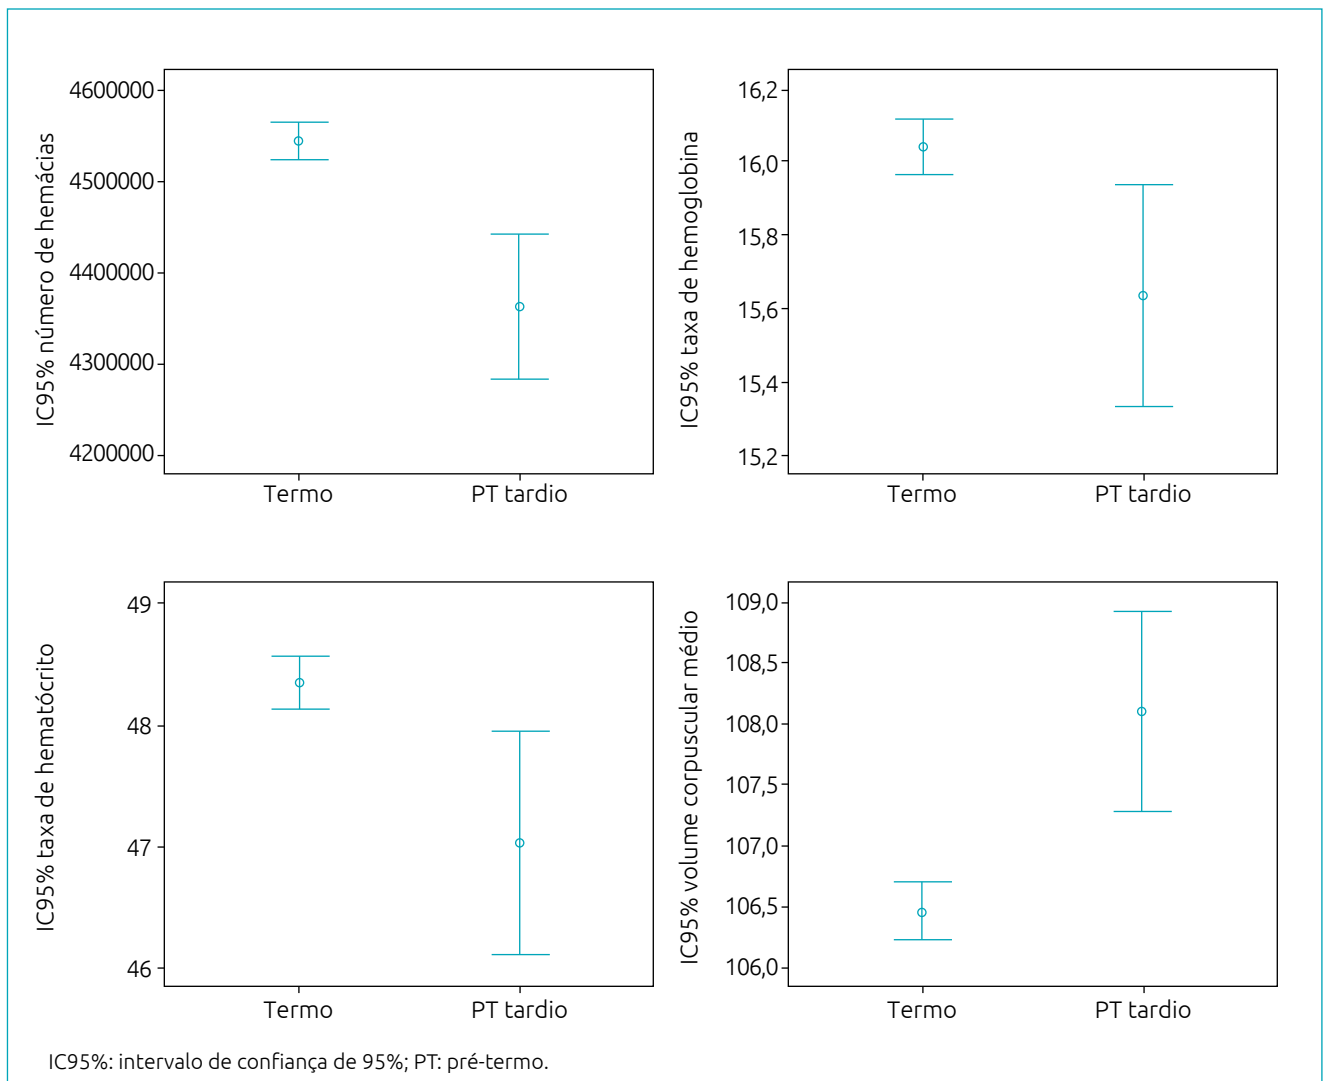 IC95% número de hemácias
4600000
4500000
4400000
4300000
4200000
Termo
PT tardio
IC95% taxa de hemoglobina
16,2
16,0
15,8
15,6
15,4
15,2
Termo
PT tardio
IC95% taxa de hematócrito
49
48
47
46
Termo
PT tardio
IC95% volume corpuscular médio
109,0
108,5
108,0
107,5
107,0
106,5
106,0
Termo
PT tardio
IC95%: intervalo de confiança de 95%; PT: pré-termo.